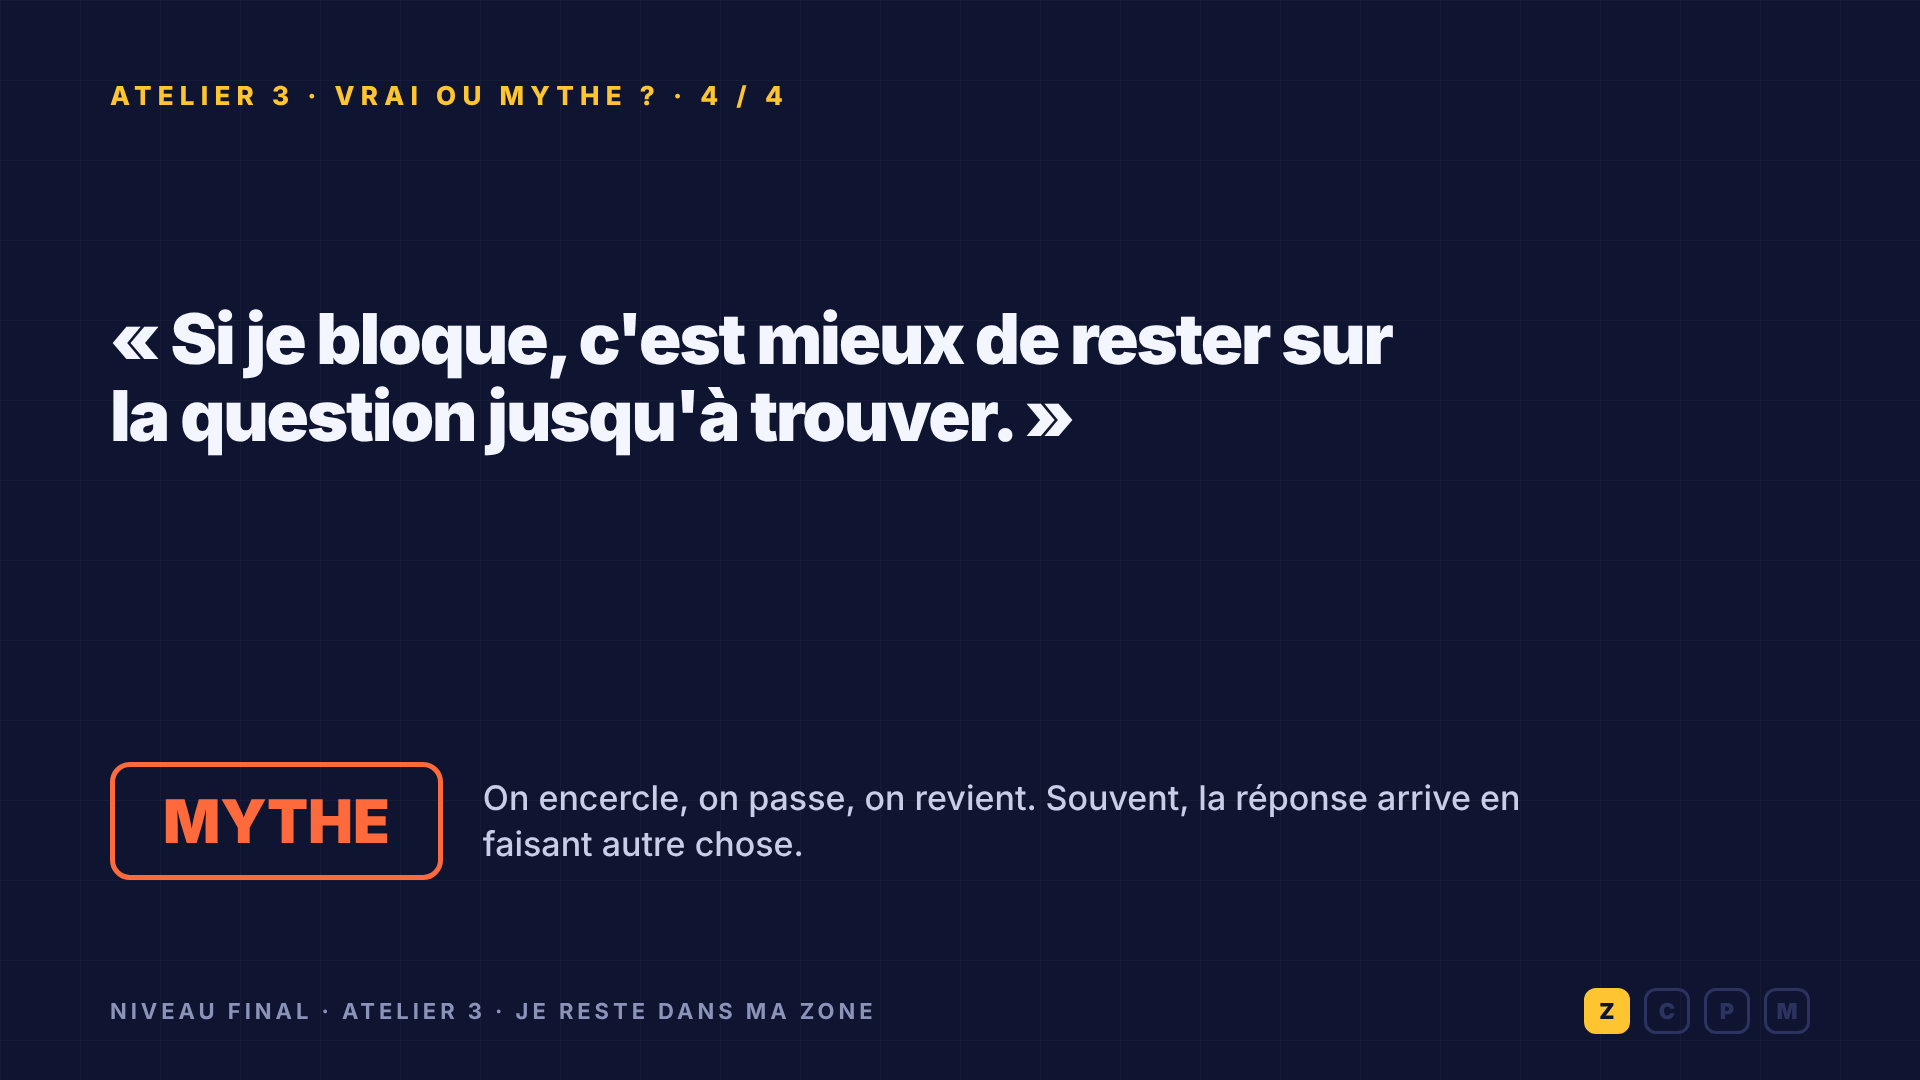 ATELIER 3 · VRAI OU MYTHE ? · 4 / 4
« Si je bloque, c'est mieux de rester sur
la question jusqu'à trouver. »
MYTHE
On encercle, on passe, on revient. Souvent, la réponse arrive en
faisant autre chose.
NIVEAU FINAL · ATELIER 3 · JE RESTE DANS MA ZONE
Z C P M